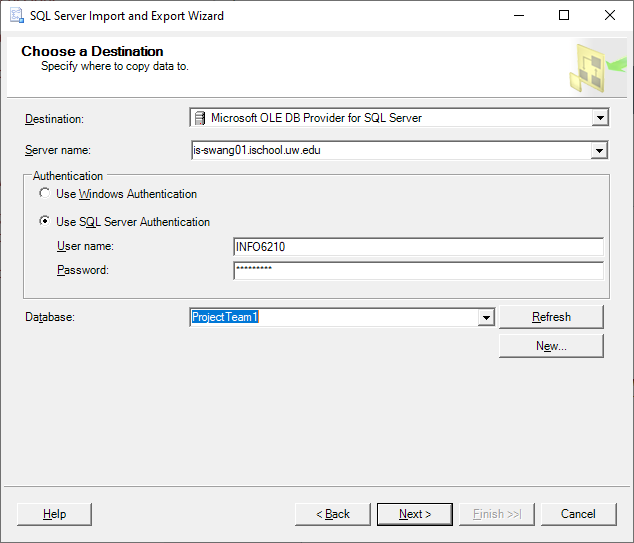 SQL Server Import and Export Wizard
Choose a Destination
Specify where to copy data to.
Destination: Microsoft OLE DB Provider for SQL Server
Server name: is-swang01.ischool.uw.edu
Authentication
Use Windows Authentication
Use SQL Server Authentication
User name: INFO6210
Password: *********
Database: ProjectTeam1 Refresh
New...
Help < Back Next > Finish >>| Cancel